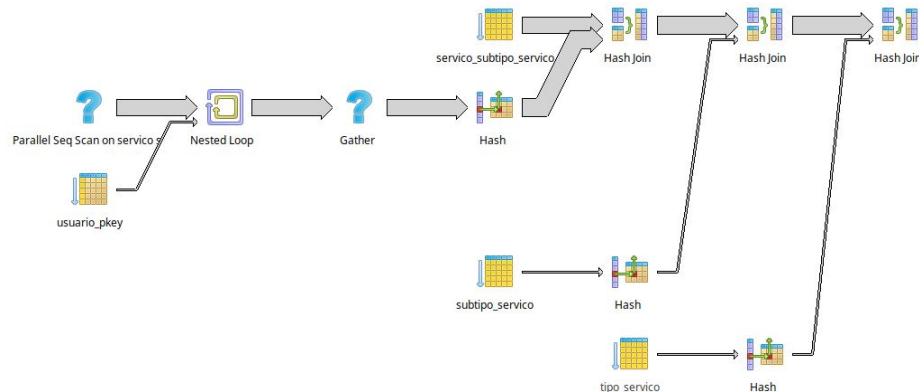 servico_subtipo_servico
Hash Join
Hash Join
Hash Join
Parallel Seq Scan on servico s
Nested Loop
Gather
Hash
usuario_pkey
subtipo_servico
Hash
tipo_servico
Hash